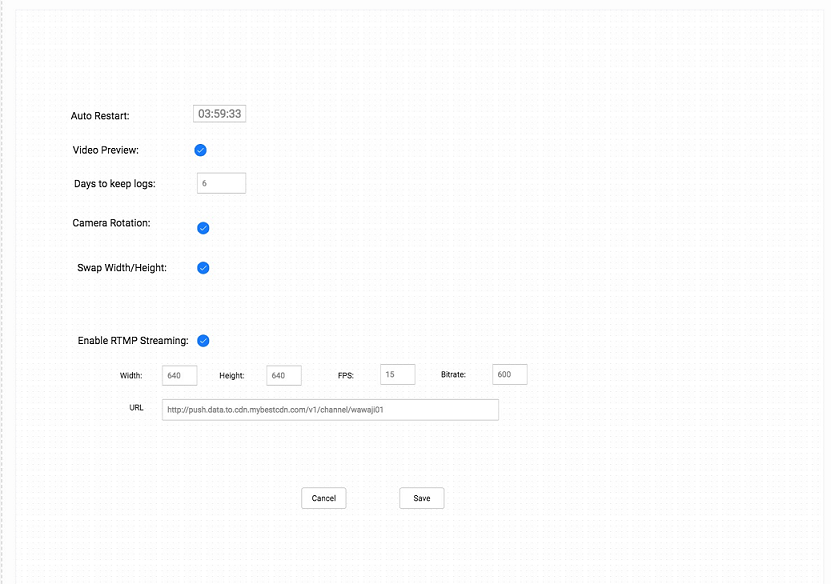 Auto Restart: 03:59:33
Video Preview:
Days to keep logs: 6
Camera Rotation:
Swap Width/Height:
Enable RTMP Streaming:
Width: 640 Height: 640 FPS: 15 Bitrate: 600
URL http://push.data.to.cdn.mybestcdn.com/v1/channel/wawaji01
Cancel Save